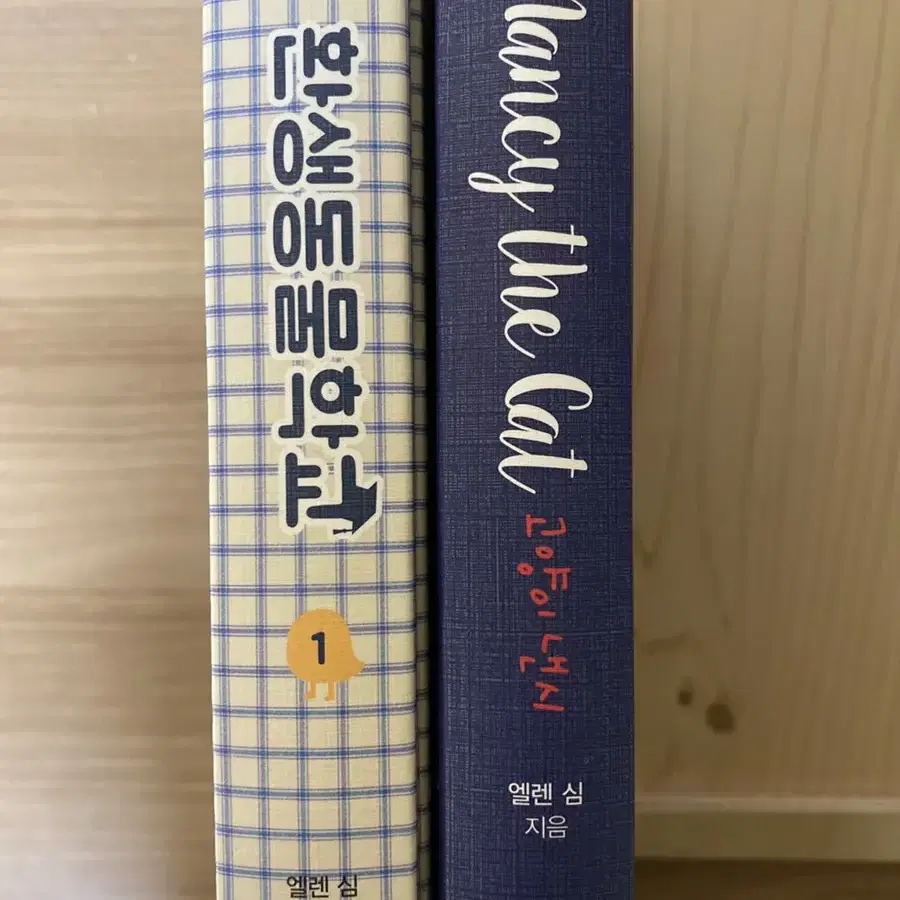 환생동물학교
1
엘렌 심
Nancy the Cat
고양이 낸시
엘렌 심
지음